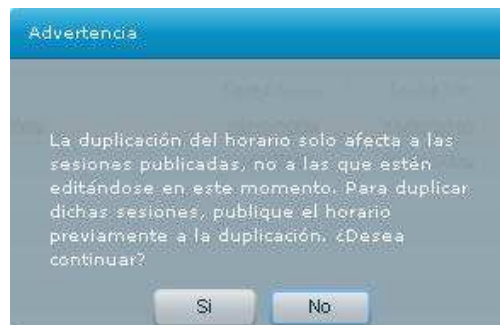 Advertencia
La duplicación del horario solo afecta a las
sesiones publicadas, no a las que estén
editándose en este momento. Para duplicar
dichas sesiones, publique el horario
previamente a la duplicación. ¿Desea
continuar?
Si No